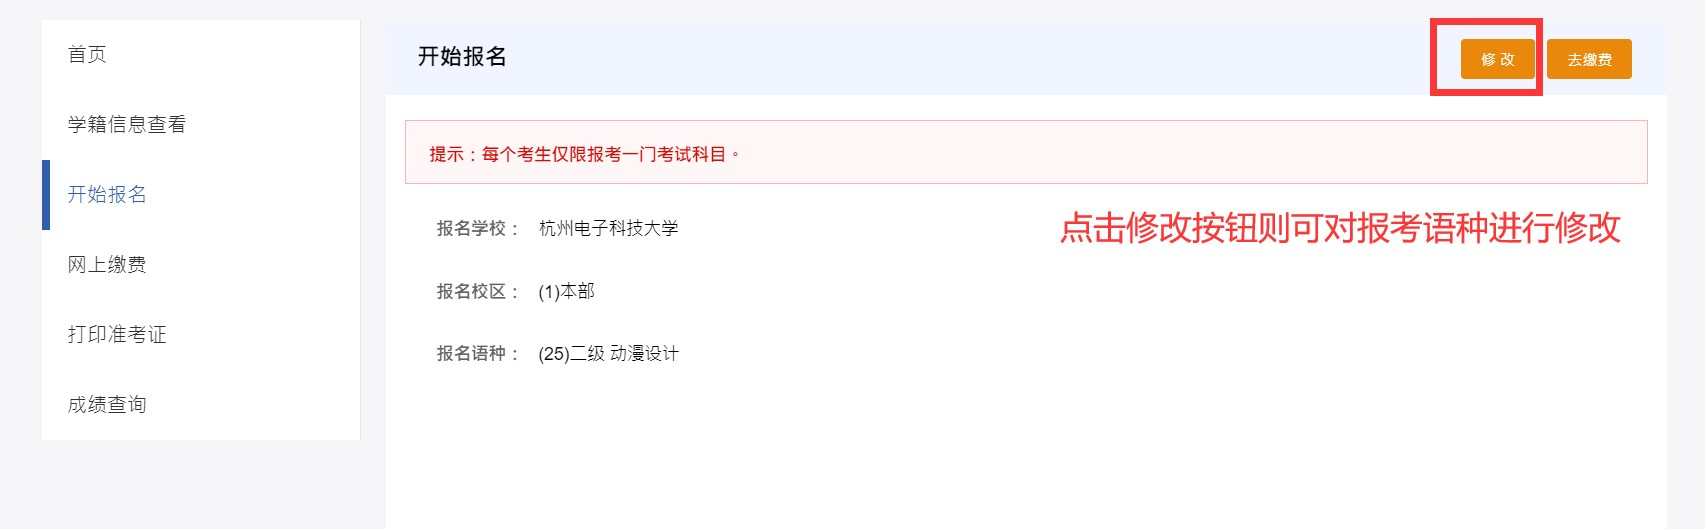 首页
学籍信息查看
开始报名
网上缴费
打印准考证
成绩查询
开始报名
修 改
去缴费
提示：每个考生仅限报考一门考试科目。
报名学校： 杭州电子科技大学
点击修改按钮则可对报考语种进行修改
报名校区： (1)本部
报名语种： (25)二级 动漫设计